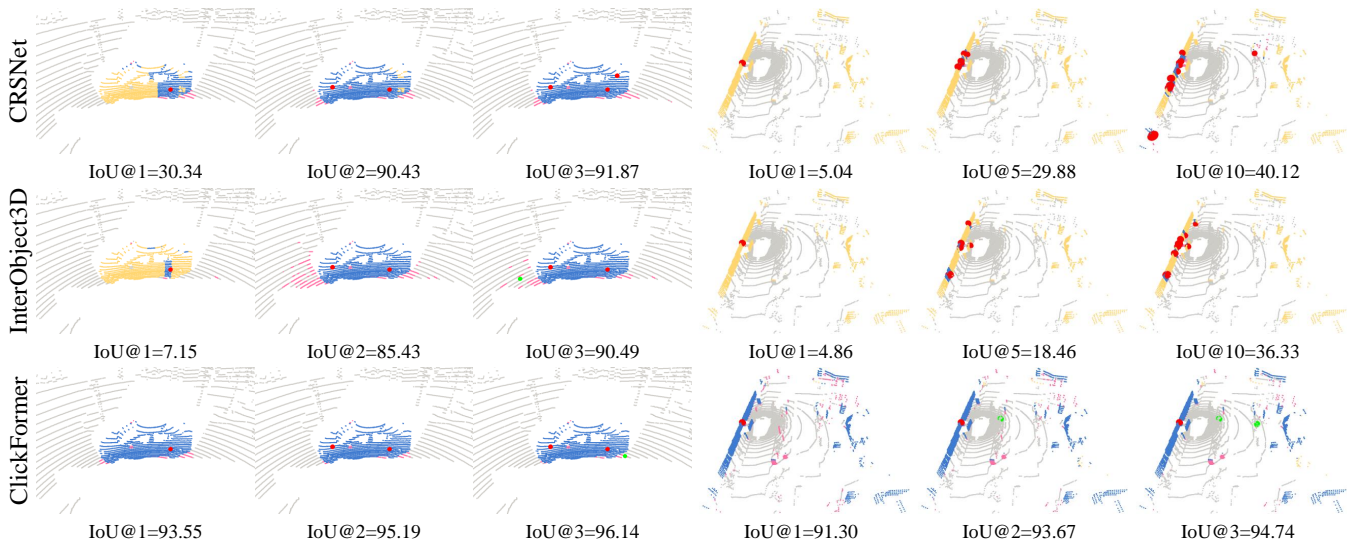 CRSNet
IoU@1=30.34 IoU@2=90.43 IoU@3=91.87 IoU@1=5.04 IoU@5=29.88 IoU@10=40.12
InterObject3D
IoU@1=7.15 IoU@2=85.43 IoU@3=90.49 IoU@1=4.86 IoU@5=18.46 IoU@10=36.33
ClickFormer
IoU@1=93.55 IoU@2=95.19 IoU@3=96.14 IoU@1=91.30 IoU@2=93.67 IoU@3=94.74